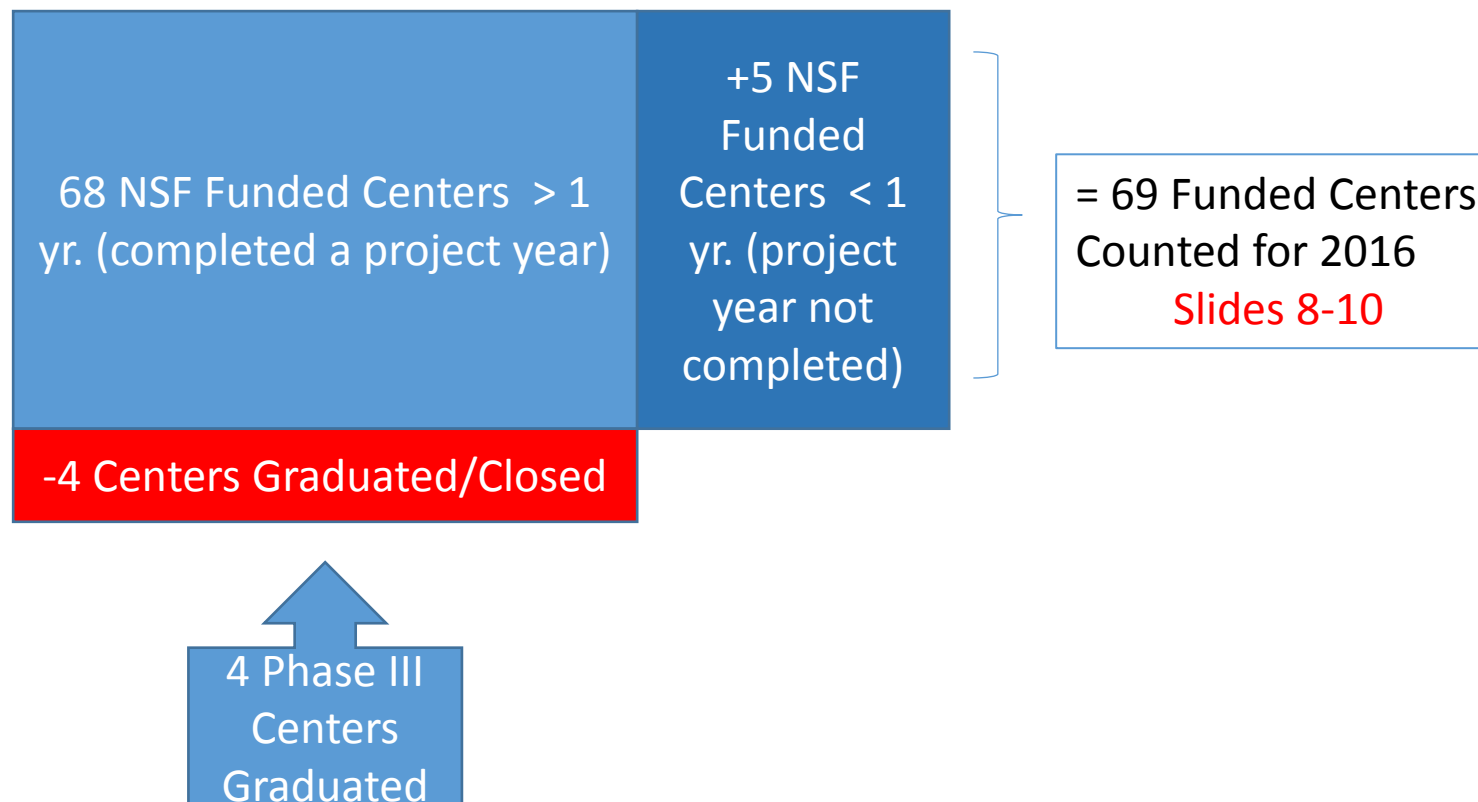 68 NSF Funded Centers  > 1
yr. (completed a project year)
+5 NSF
Funded
Centers  < 1
yr. (project
year not
completed)
= 69 Funded Centers
Counted for 2016
Slides 8-10
-4 Centers Graduated/Closed
4 Phase III
Centers
Graduated